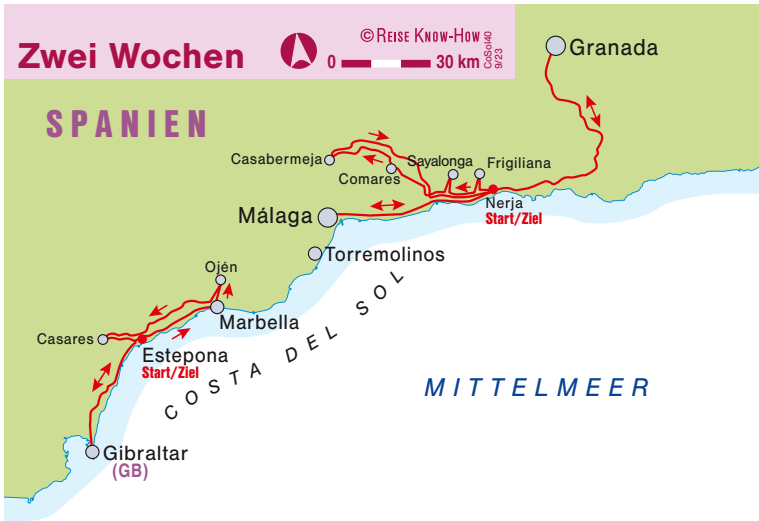 Zwei Wochen
© REISE KNOW-HOW
CoSol40
9/23
0 30 km
Granada
SPANIEN
Casabermeja
Comares
Sayalonga
Frigiliana
Nerja
Start/Ziel
Málaga
Torremolinos
Ojén
Marbella
Casares
Estepona
Start/Ziel
COSTA DEL SOL
MITTELMEER
Gibraltar
(GB)